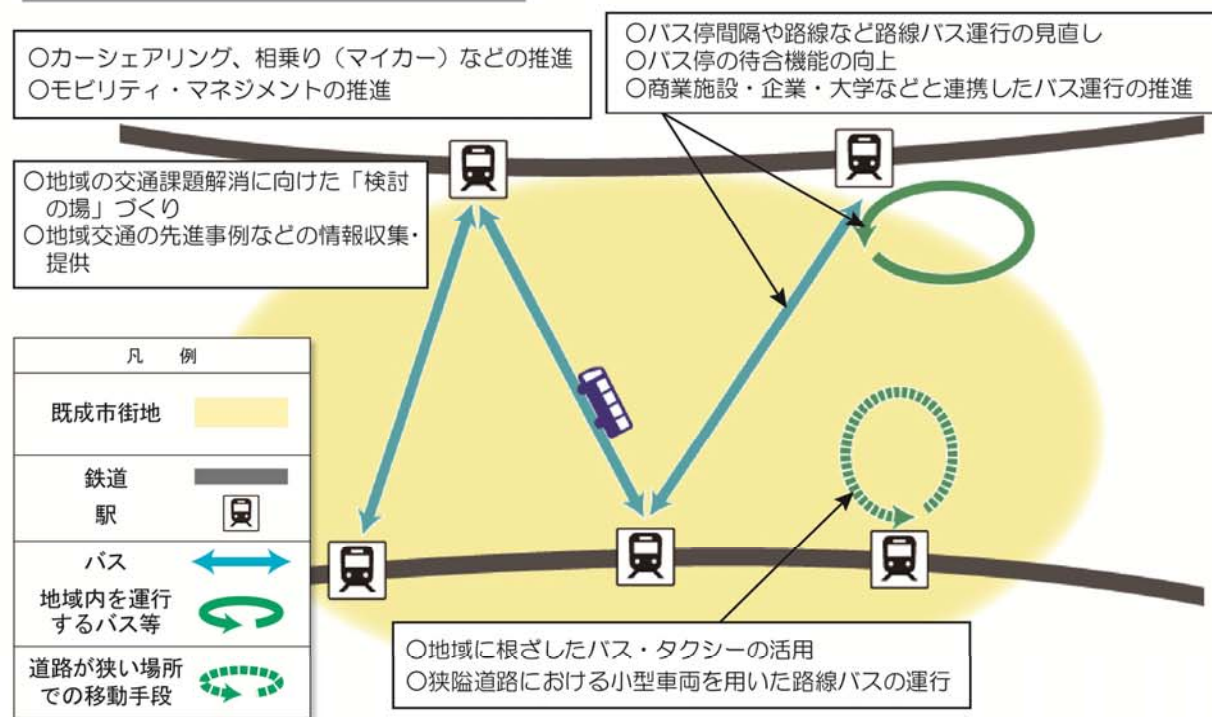 ○カーシェアリング、相乗り（マイカー）などの推進
○モビリティ・マネジメントの推進
○バス停間隔や路線など路線バス運行の見直し
○バス停の待合機能の向上
○商業施設・企業・大学などと連携したバス運行の推進
○地域の交通課題解消に向けた「検討
の場」づくり
○地域交通の先進事例などの情報収集・
提供
凡　例
既成市街地
鉄道
駅
バス
地域内を運行
するバス等
道路が狭い場所
での移動手段
○地域に根ざしたバス・タクシーの活用
○狭隘道路における小型車両を用いた路線バスの運行